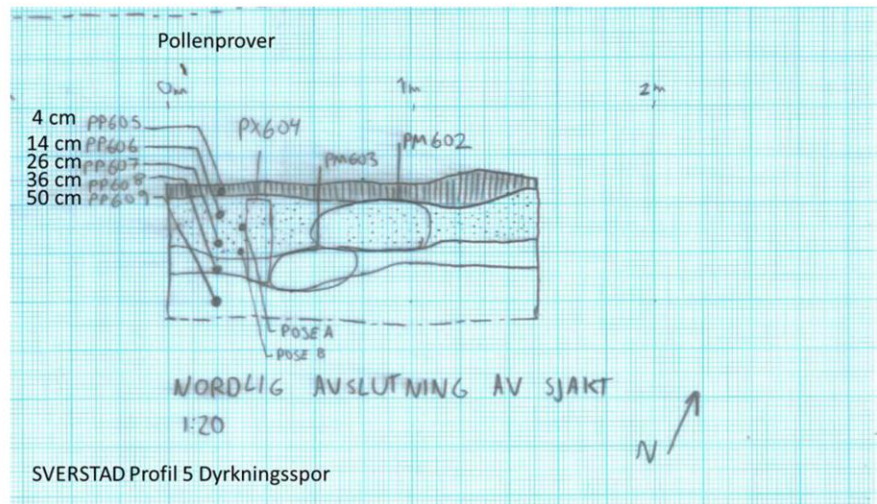 Pollenprover
0m 1m 2m
4 cm PP605 PX604 PM602
14 cm PP606
26 cm PP607 PM603
36 cm PP608
50 cm PP609
POSE A
POSE B
NORDLIG AVSLUTNING AV SJAKT
1:20
N
SVERSTAD Profil 5 Dyrkningsspor